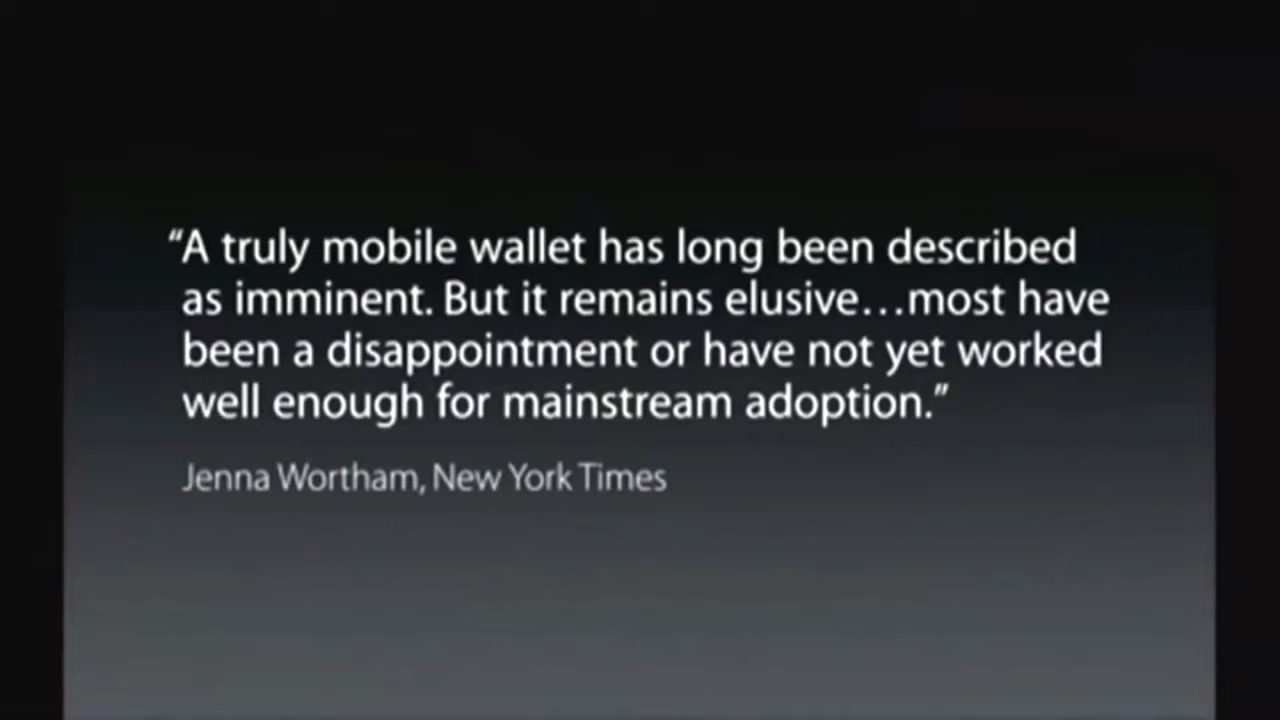 “A truly mobile wallet has long been described
as imminent. But it remains elusive…most have
been a disappointment or have not yet worked
well enough for mainstream adoption.”
Jenna Wortham, New York Times